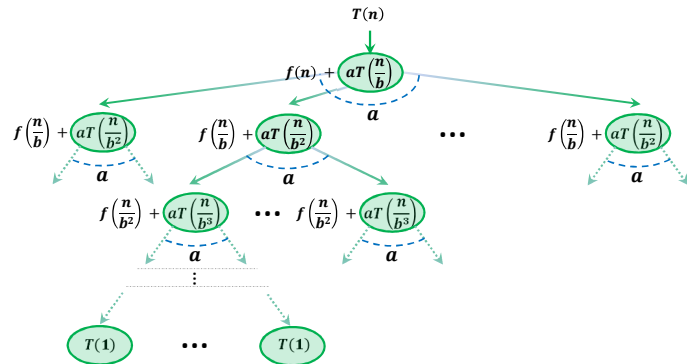 T(n)
f(n) + aT(n/b)
a
f(n/b) + aT(n/b²) f(n/b) + aT(n/b²) ••• f(n/b) + aT(n/b²)
a a a
f(n/b²) + aT(n/b³) ••• f(n/b²) + aT(n/b³)
a a
⋮
T(1) ••• T(1)